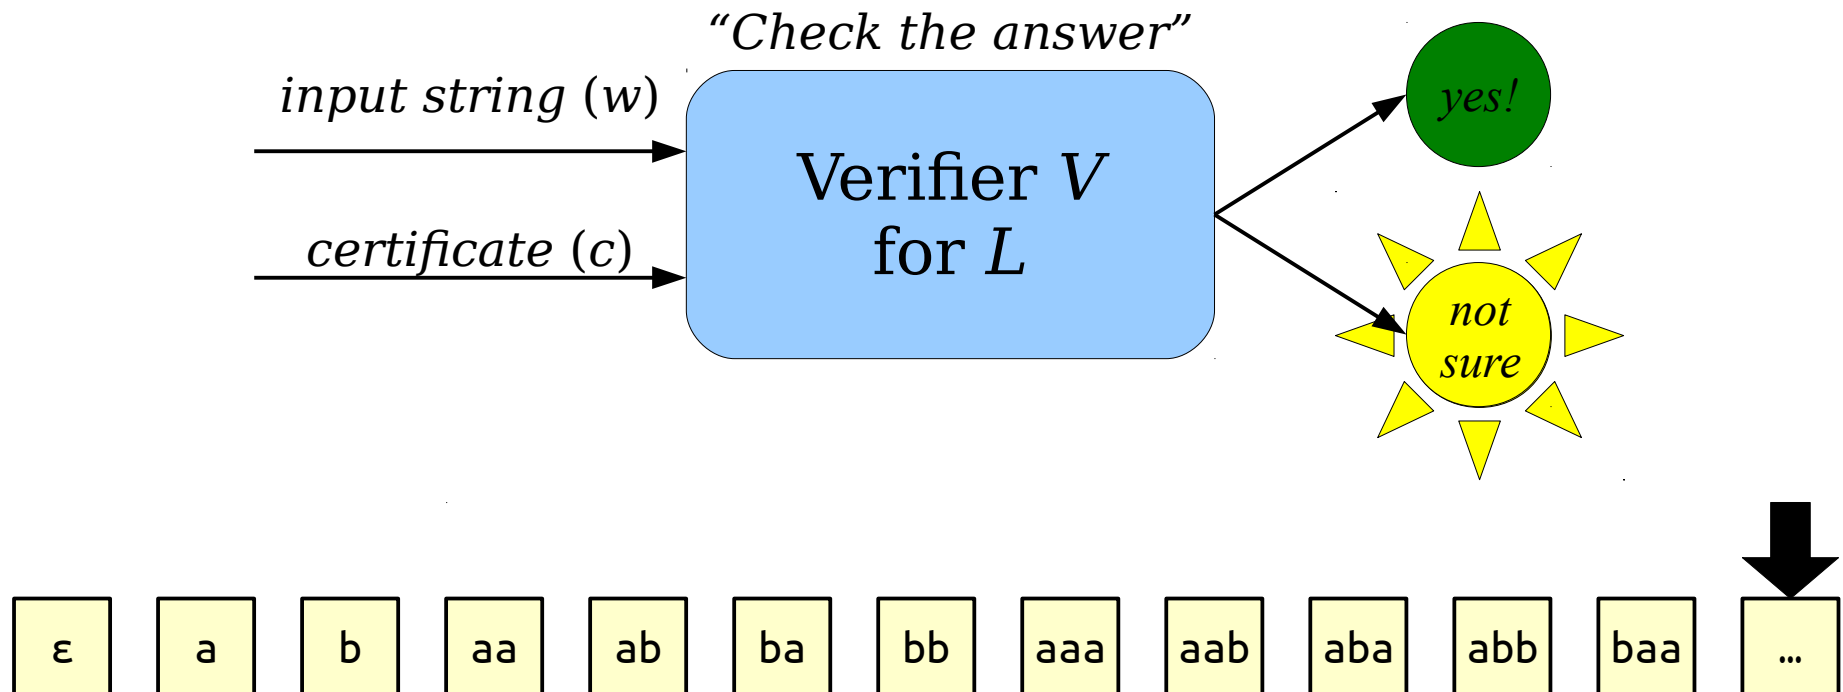 “Check the answer”
input string (w)
certificate (c)
Verifier V
for L
yes!
not
sure
ε a b aa ab ba bb aaa aab aba abb baa ...